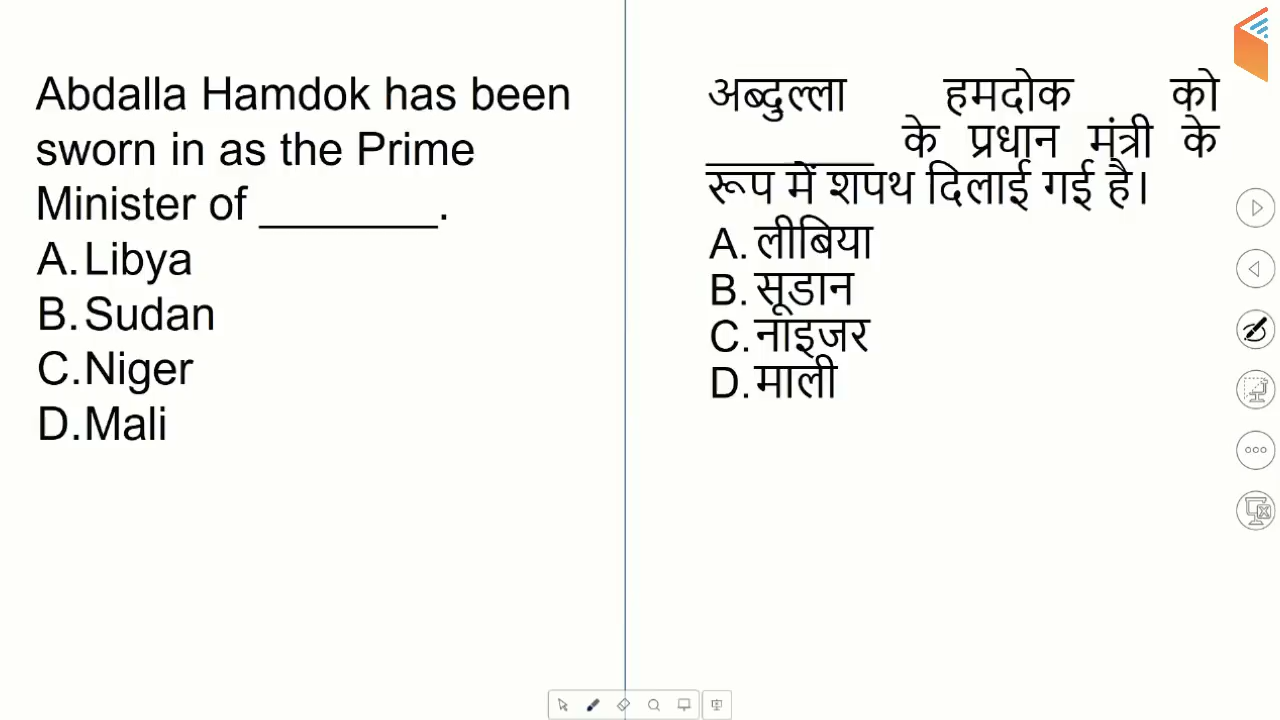 Abdalla Hamdok has been
sworn in as the Prime
Minister of ________.
A. Libya
B. Sudan
C. Niger
D. Mali
अब्दुल्ला हमदोक को
________ के प्रधान मंत्री के
रूप में शपथ दिलाई गई है।
A. लीबिया
B. सूडान
C. नाइजर
D. माली